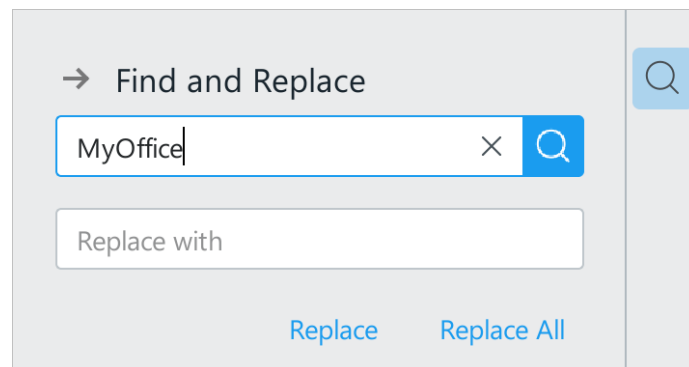 Find and Replace
MyOffice
Replace with
Replace Replace All